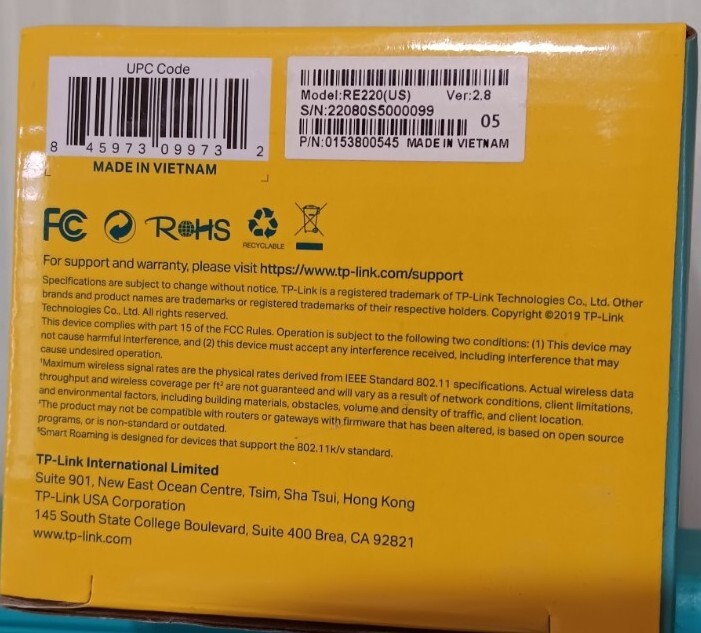 UPC Code
8 45973 09973 2
MADE IN VIETNAM
Model:RE220(US) Ver:2.8
S/N:22080S5000099
05
P/N:0153800545 MADE IN VIETNAM
FC
RoHS
RECYCLABLE
For support and warranty, please visit https://www.tp-link.com/support
Specifications are subject to change without notice. TP-Link is a registered trademark of TP-Link Technologies Co., Ltd. Other
brands and product names are trademarks or registered trademarks of their respective holders. Copyright ©2019 TP-Link
Technologies Co., Ltd. All rights reserved.
This device complies with part 15 of the FCC Rules. Operation is subject to the following two conditions: (1) This device may
not cause harmful interference, and (2) this device must accept any interference received, including interference that may
cause undesired operation.
Maximum wireless signal rates are the physical rates derived from IEEE Standard 802.11 specifications. Actual wireless data
throughput and wireless coverage per ft² are not guaranteed and will vary as a result of network conditions, client limitations,
and environmental factors, including building materials, obstacles, volume and density of traffic, and client location.
The product may not be compatible with routers or gateways with firmware that has been altered, is based on open source
programs, or is non-standard or outdated.
Smart Roaming is designed for devices that support the 802.11k/v standard.
TP-Link International Limited
Suite 901, New East Ocean Centre, Tsim, Sha Tsui, Hong Kong
TP-Link USA Corporation
145 South State College Boulevard, Suite 400 Brea, CA 92821
www.tp-link.com